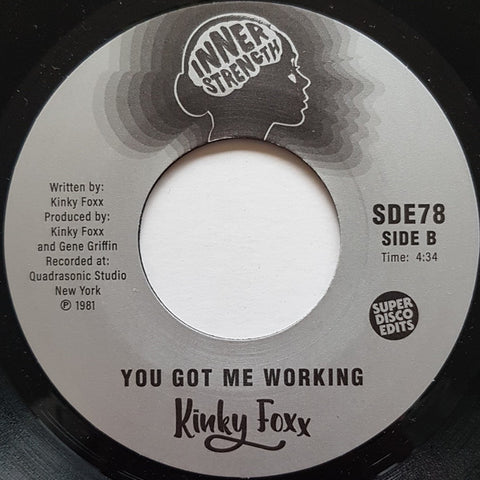 INNER
STRENGTH
Written by:
Kinky Foxx
Produced by:
Kinky Foxx
and Gene Griffin
Recorded at:
Quadrasonic Studio
New York
℗ 1981
SDE78
SIDE B
Time: 4:34
SUPER
DISCO
EDITS
YOU GOT ME WORKING
Kinky Foxx